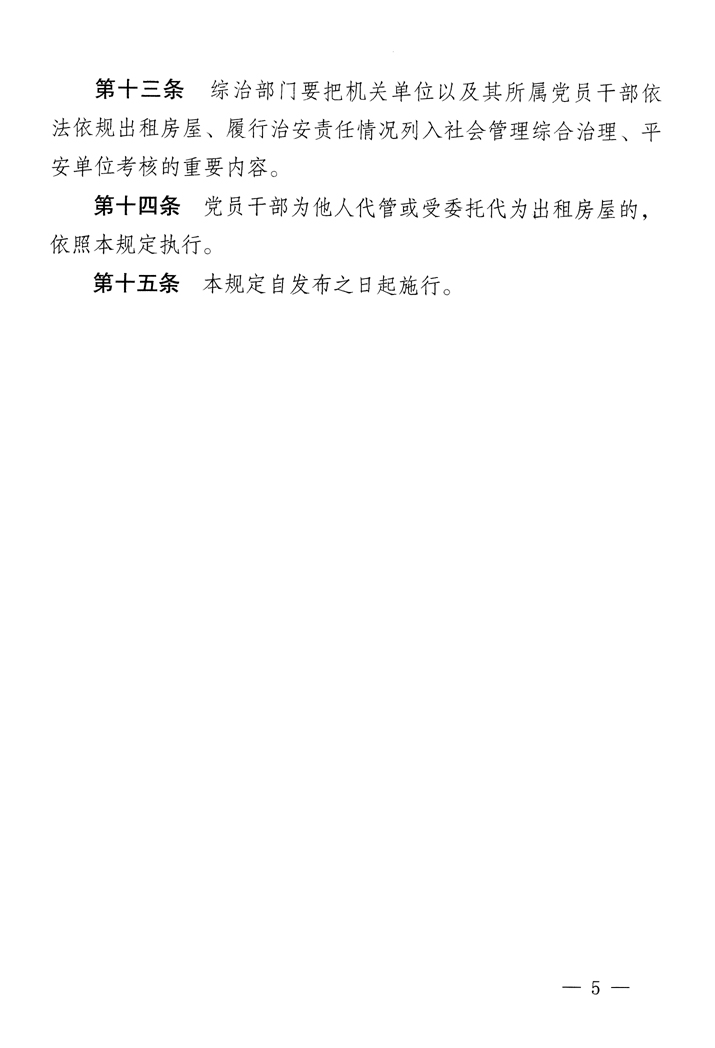 第十三条 综治部门要把机关单位以及其所属党员干部依
法依规出租房屋、履行治安责任情况列入社会管理综合治理、平
安单位考核的重要内容。
第十四条 党员干部为他人代管或受委托代为出租房屋的，
依照本规定执行。
第十五条 本规定自发布之日起施行。
— 5 —